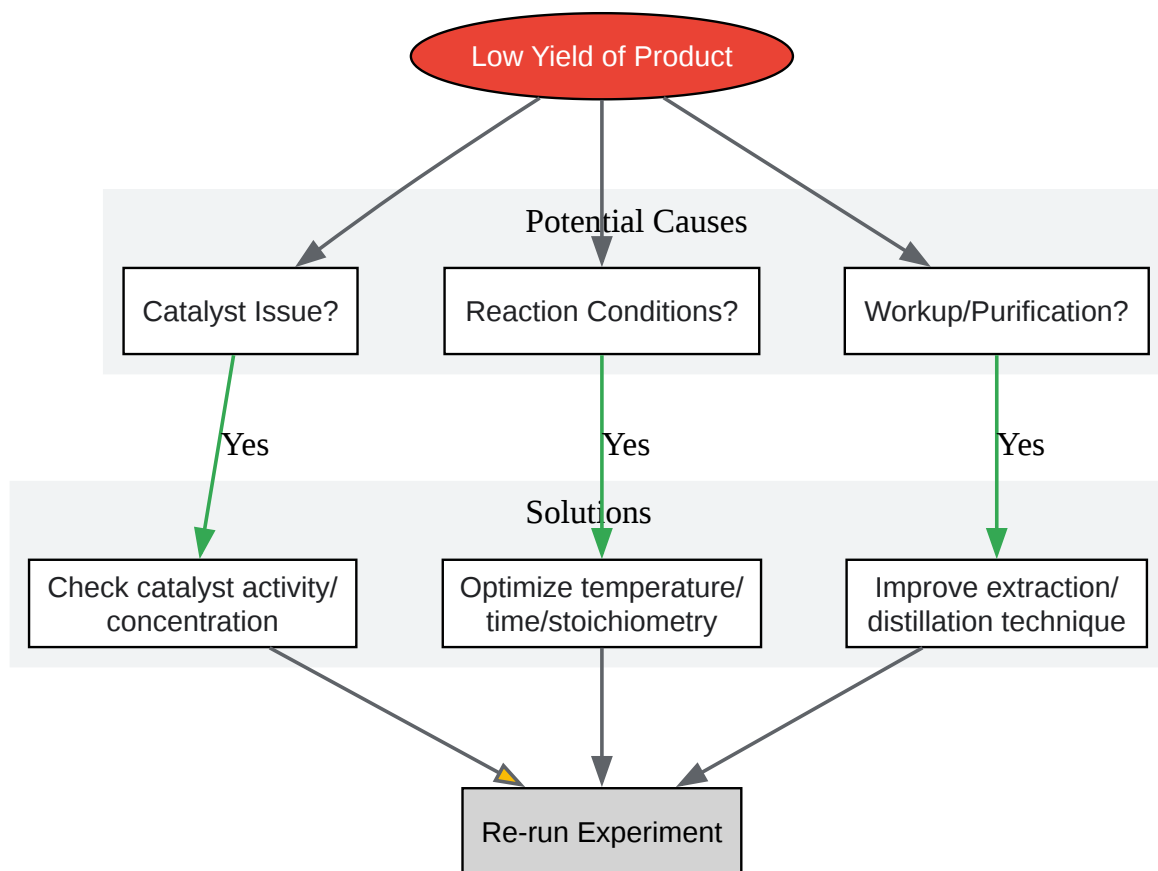 Low Yield of Product
Potential Causes
Catalyst Issue?
Reaction Conditions?
Workup/Purification?
Yes
Yes
Yes
Solutions
Check catalyst activity/
concentration
Optimize temperature/
time/stoichiometry
Improve extraction/
distillation technique
Re-run Experiment